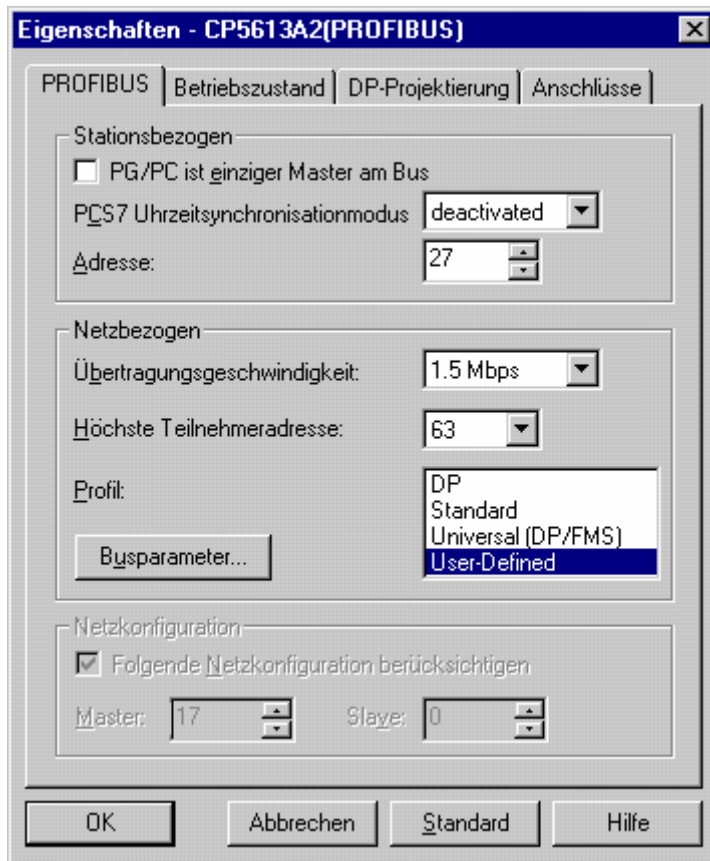 Eigenschaften - CP5613A2(PROFIBUS)
PROFIBUS Betriebszustand DP-Projektierung Anschlüsse
Stationsbezogen
PG/PC ist einziger Master am Bus
PCS7 Uhrzeitsynchronisationmodus deactivated
Adresse: 27
Netzbezogen
Übertragungsgeschwindigkeit: 1.5 Mbps
Höchste Teilnehmeradresse: 63
Profil: DP
Standard
Universal (DP/FMS)
User-Defined
Busparameter...
Netzkonfiguration
Folgende Netzkonfiguration berücksichtigen
Master: 17 Slave: 0
OK Abbrechen Standard Hilfe